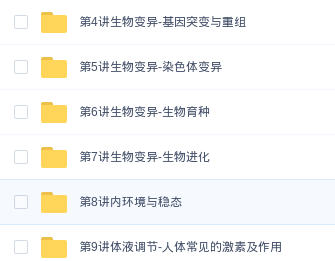 第4讲生物变异-基因突变与重组
第5讲生物变异-染色体变异
第6讲生物变异-生物育种
第7讲生物变异-生物进化
第8讲内环境与稳态
第9讲体液调节-人体常见的激素及作用